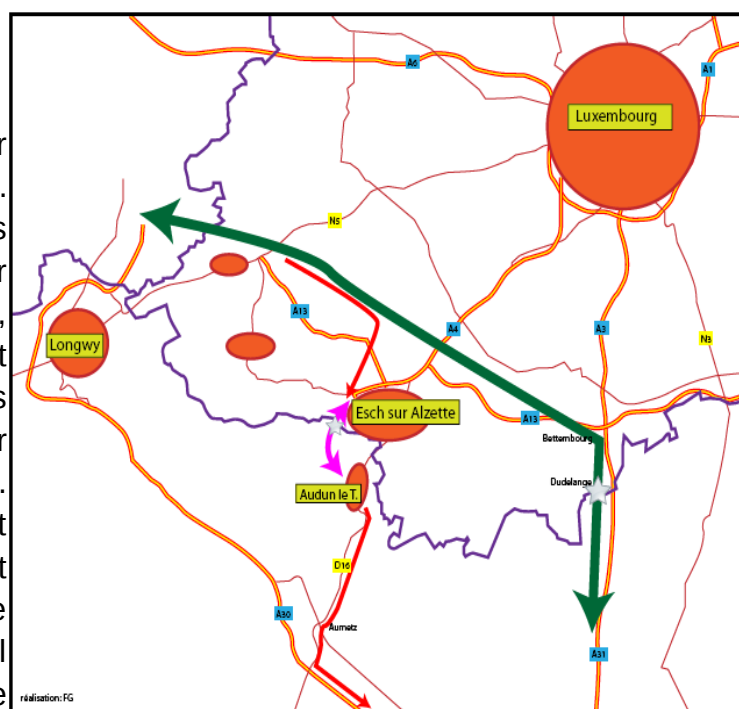 r
.
s
r
,
t
s
r
.
t
t
e
l
e
A6
A1
Luxembourg
N5
A13
A4
A3
N3
Longwy
Esch sur Alzette
A13
Bettembourg
Dudelange
Audun le T.
D16
A30
Aumetz
A31
réalisation: FG